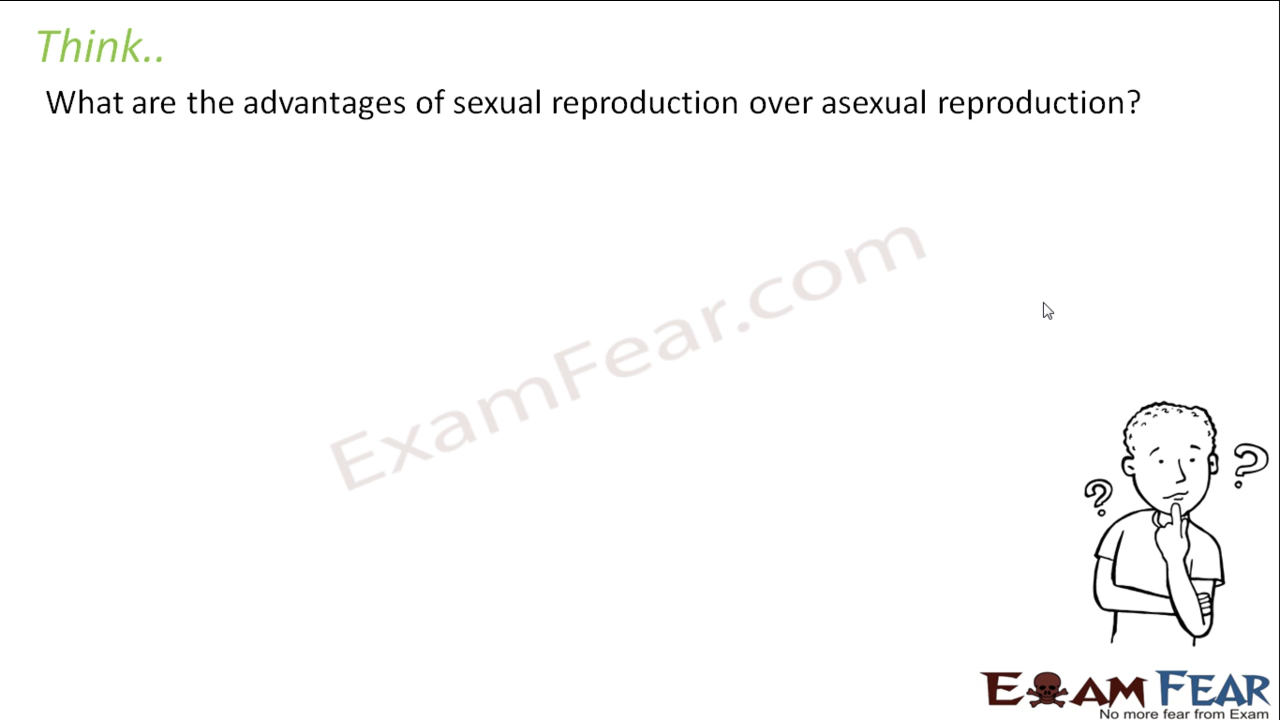 Think..
What are the advantages of sexual reproduction over asexual reproduction?
ExamFear.com
? ?
EXAM FEAR
No more fear from Exam